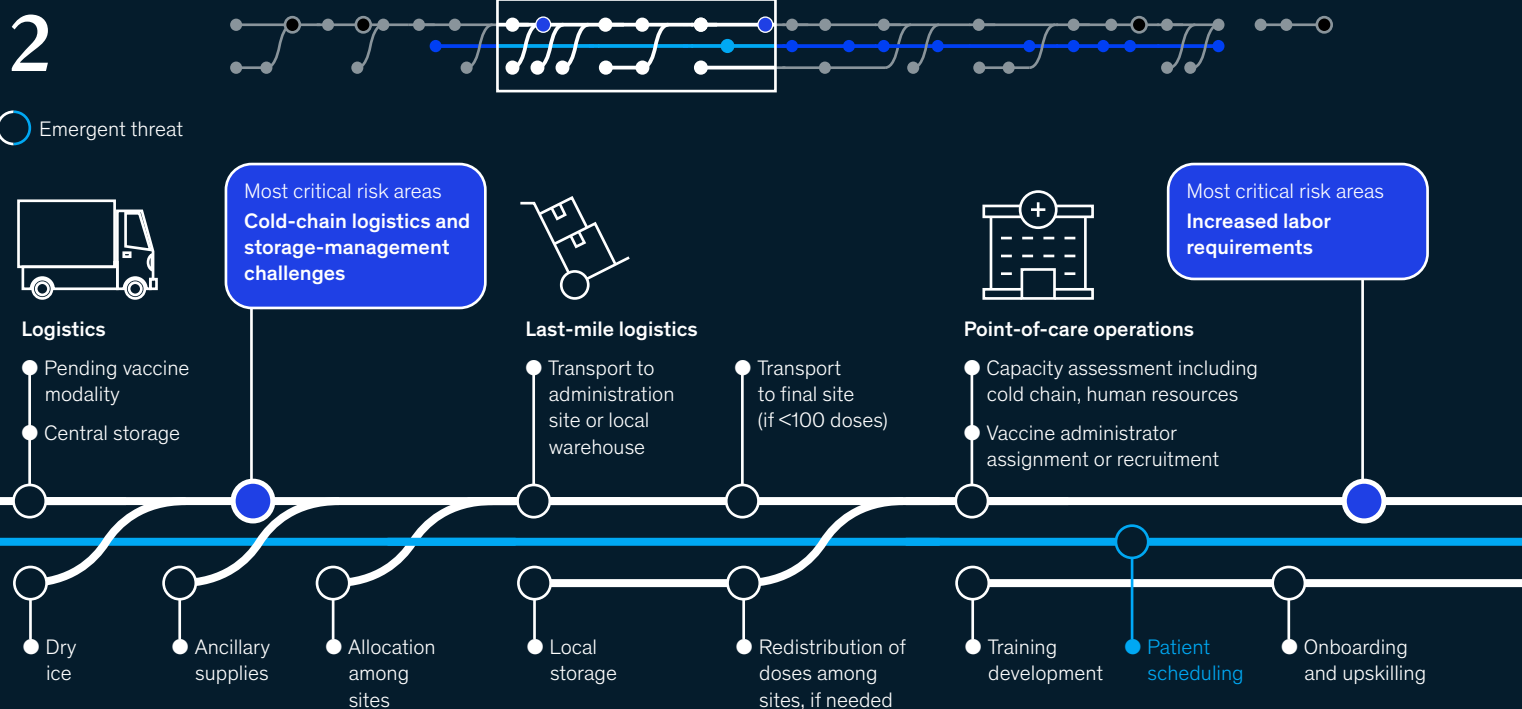 2
Emergent threat
Most critical risk areas
Cold-chain logistics and
storage-management
challenges
Most critical risk areas
Increased labor
requirements
Logistics
Pending vaccine
modality
Central storage
Last-mile logistics
Transport to
administration
site or local
warehouse
Transport
to final site
(if <100 doses)
Point-of-care operations
Capacity assessment including
cold chain, human resources
Vaccine administrator
assignment or recruitment
Dry
ice
Ancillary
supplies
Allocation
among
sites
Local
storage
Redistribution of
doses among
sites, if needed
Training
development
Patient
scheduling
Onboarding
and upskilling